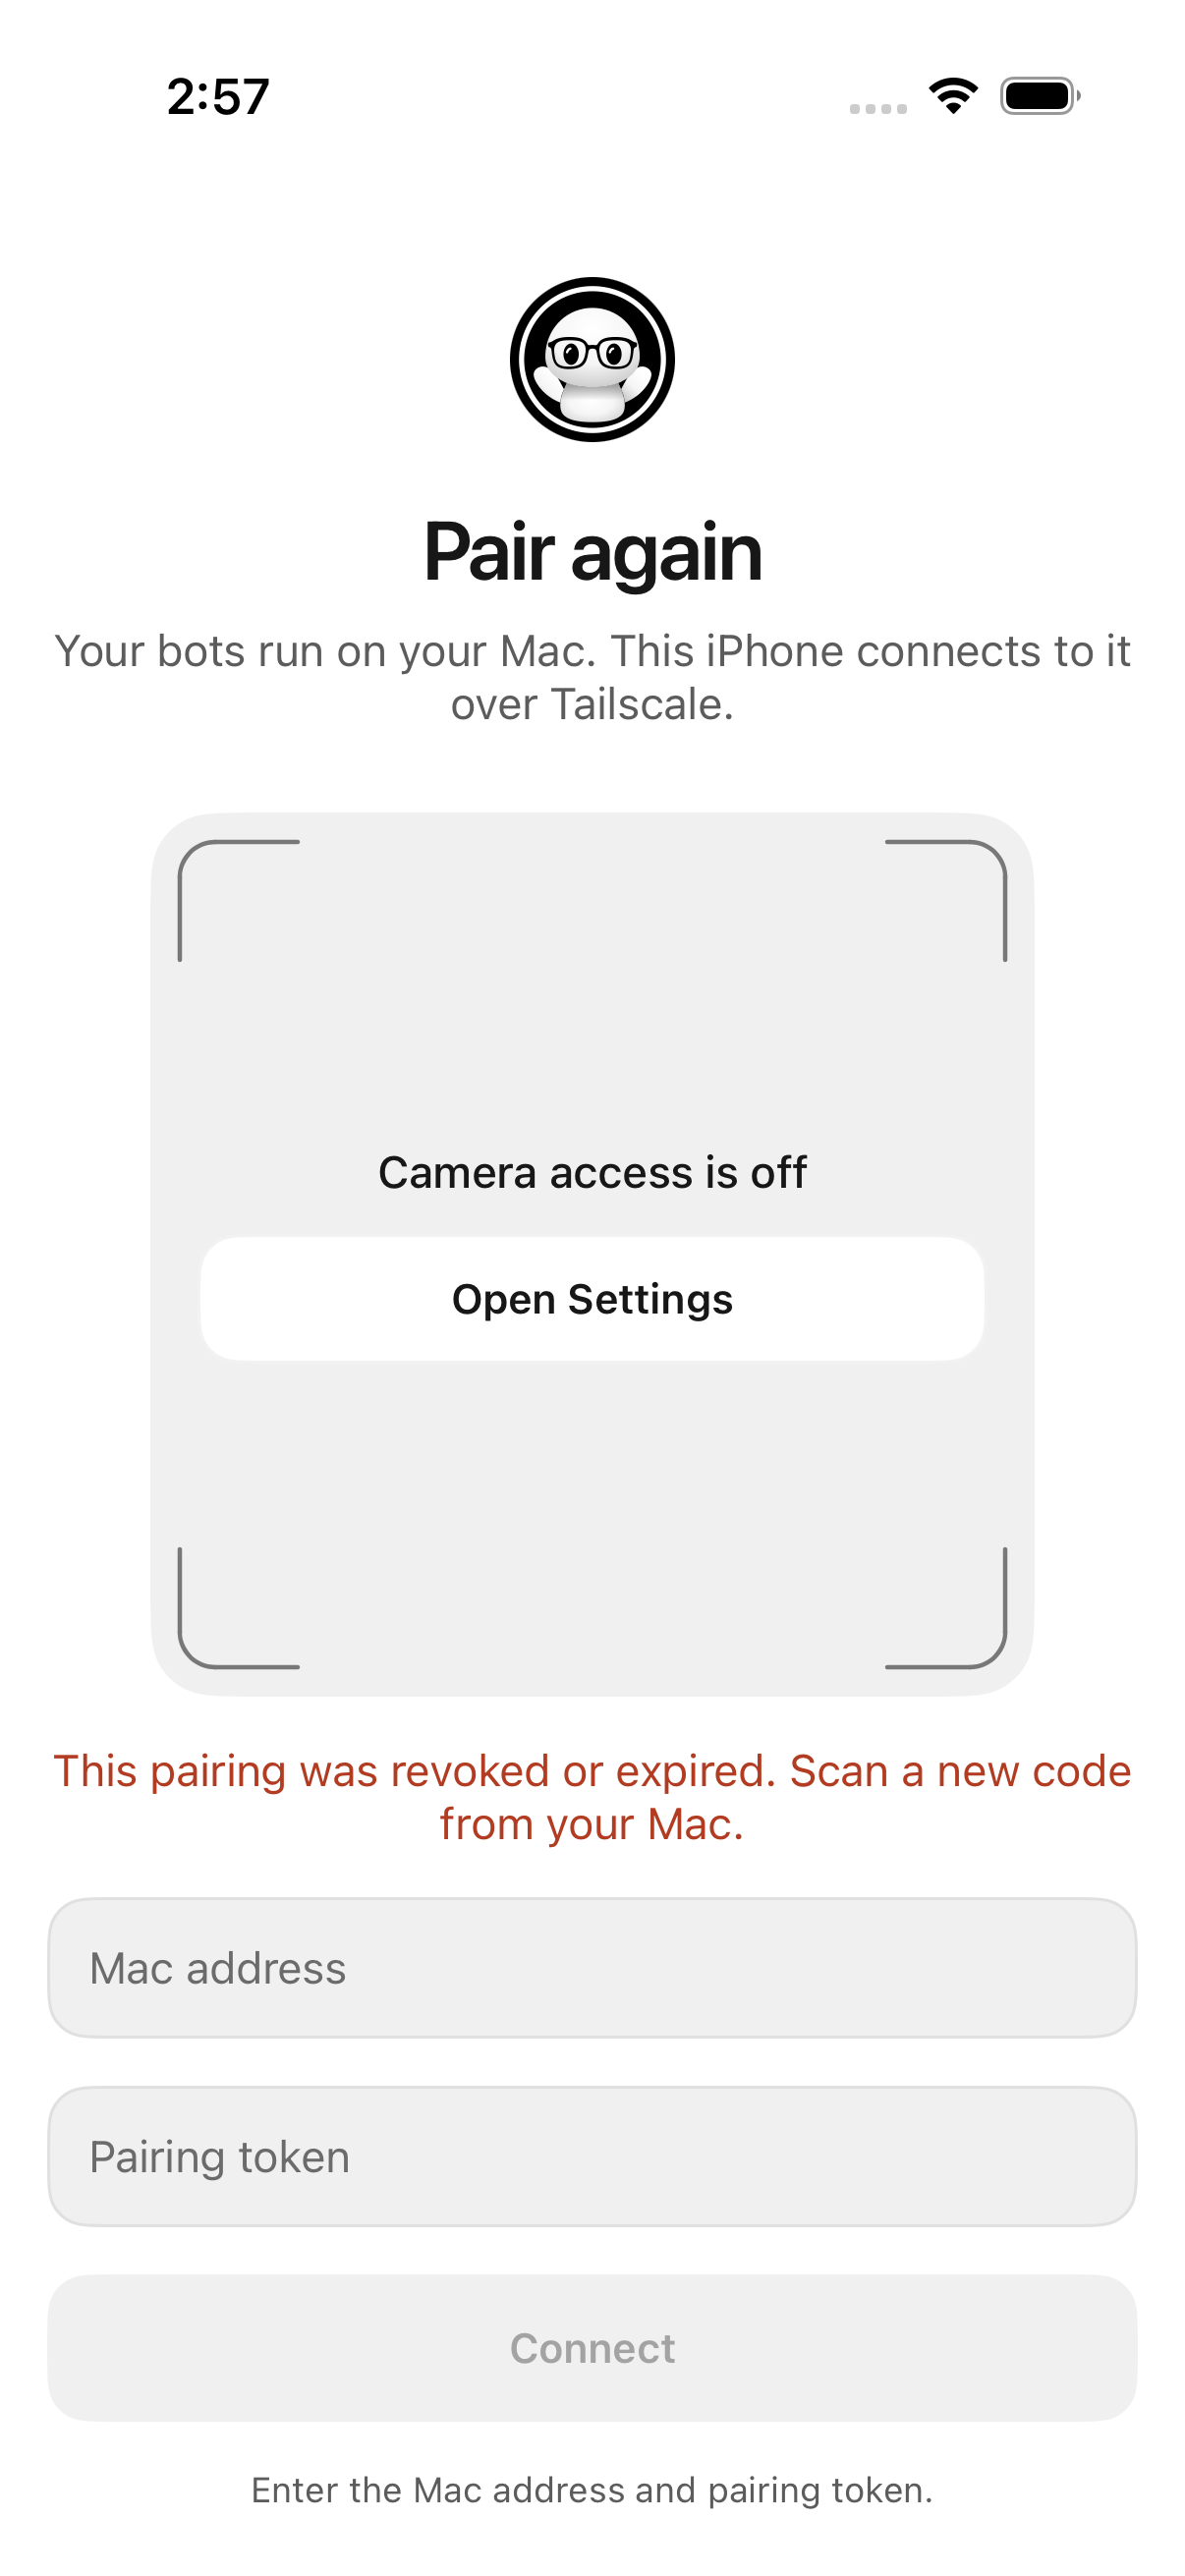 2:57
Pair again
Your bots run on your Mac. This iPhone connects to it
over Tailscale.
Camera access is off
Open Settings
This pairing was revoked or expired. Scan a new code
from your Mac.
Mac address
Pairing token
Connect
Enter the Mac address and pairing token.